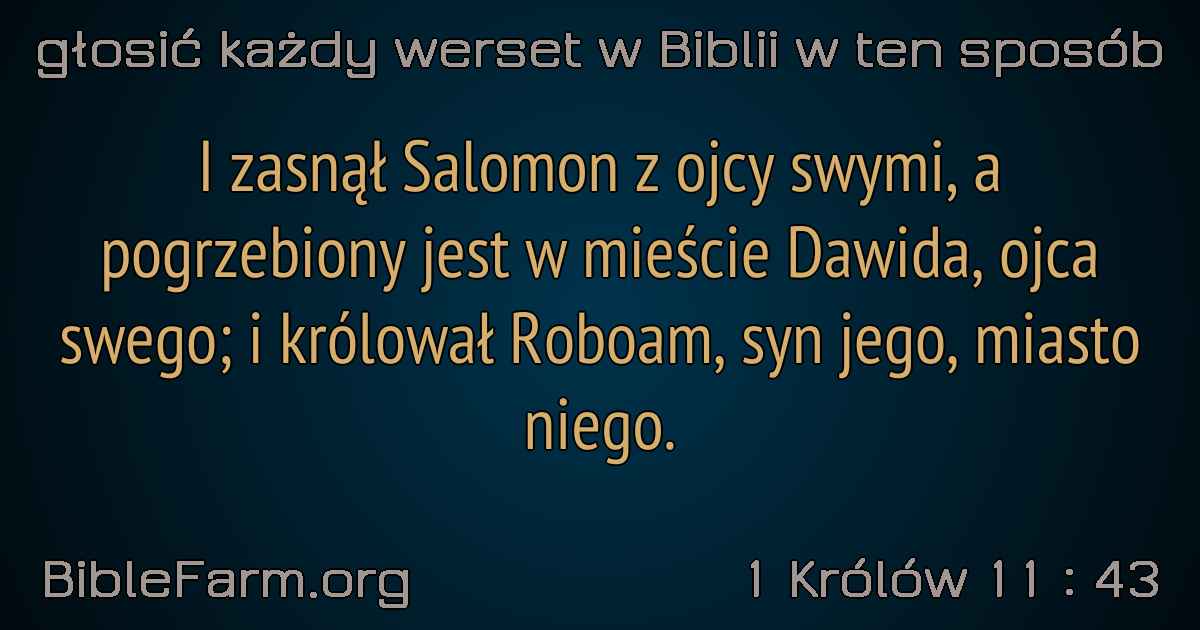 głosić każdy werset w Biblii w ten sposób
I zasnął Salomon z ojcy swymi, a
pogrzebiony jest w mieście Dawida, ojca
swego; i królował Roboam, syn jego, miasto
niego.
BibleFarm.org
1 Królów 11 : 43